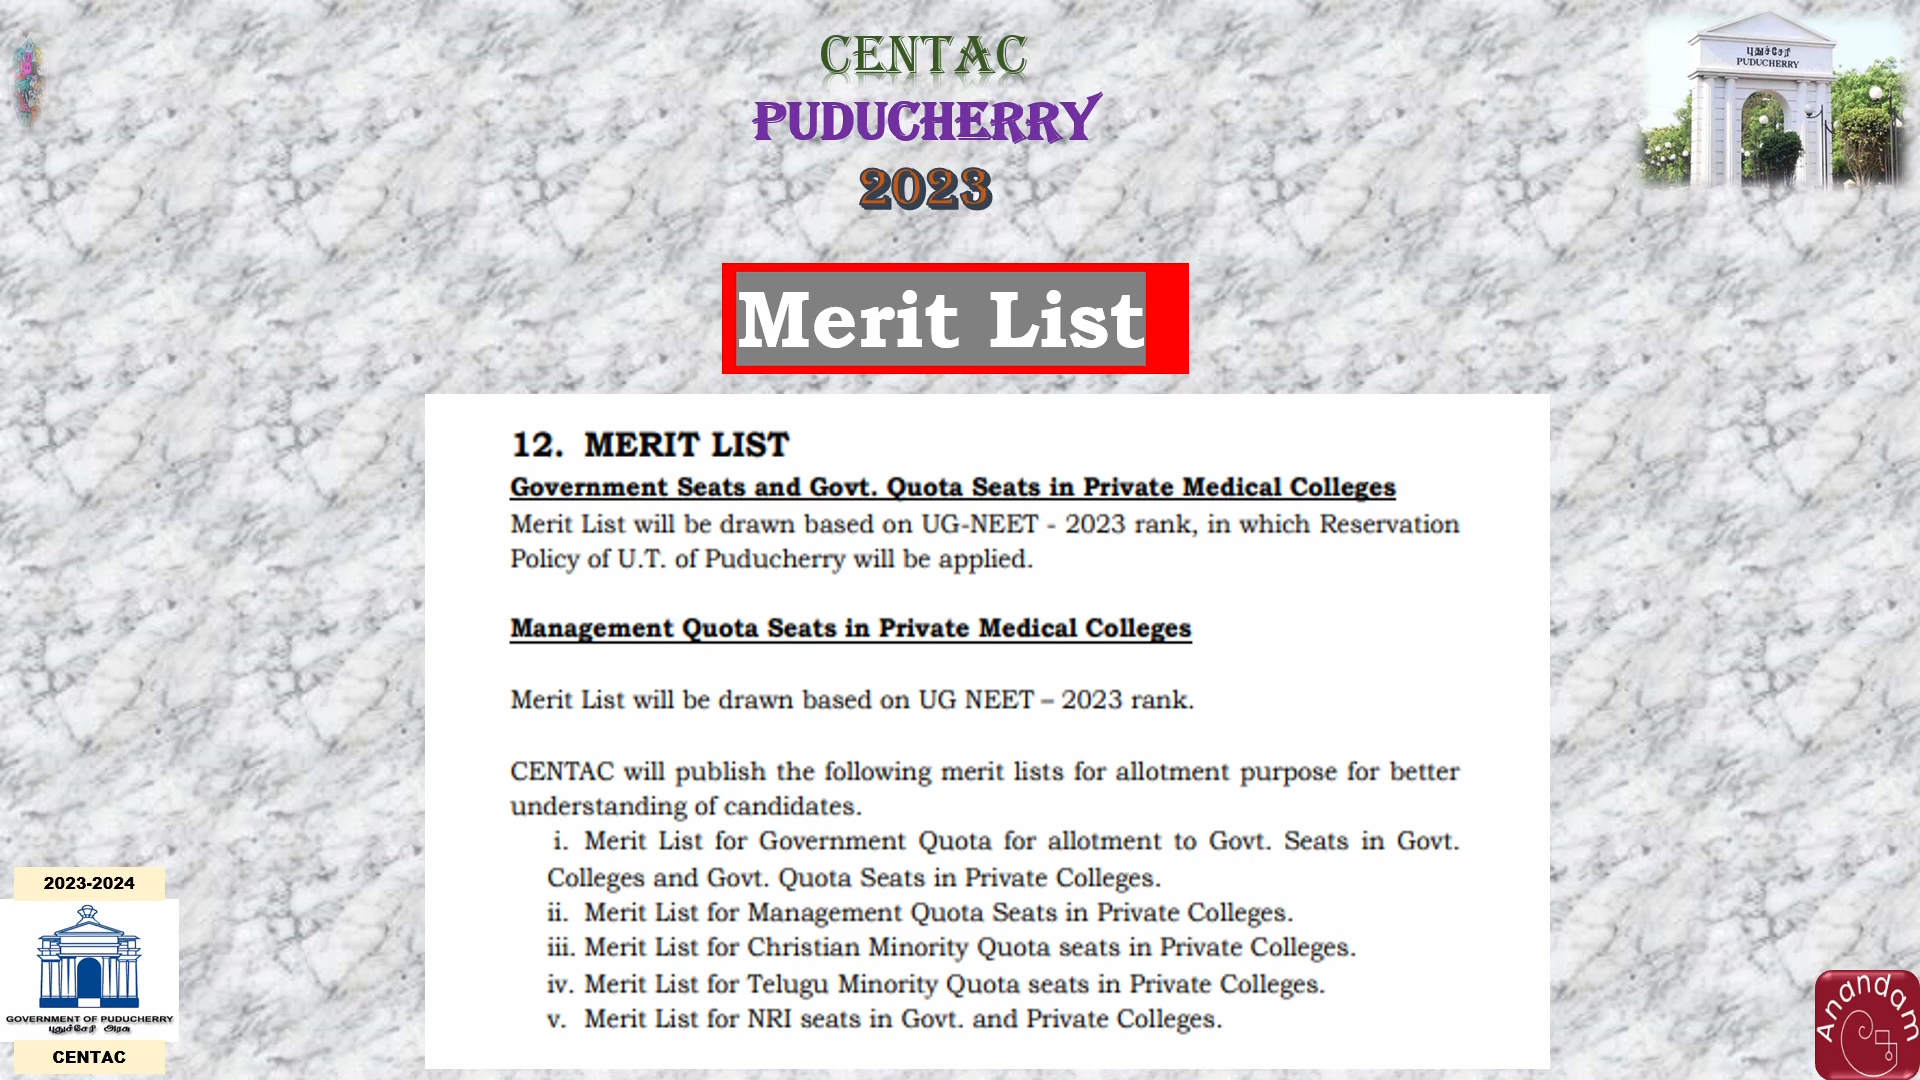 CENTAC
PUDUCHERRY
2023
புதுச்சேரி
PUDUCHERRY
Merit List
12. MERIT LIST
Government Seats and Govt. Quota Seats in Private Medical Colleges
Merit List will be drawn based on UG-NEET - 2023 rank, in which Reservation
Policy of U.T. of Puducherry will be applied.
Management Quota Seats in Private Medical Colleges
Merit List will be drawn based on UG NEET – 2023 rank.
CENTAC will publish the following merit lists for allotment purpose for better
understanding of candidates.
i. Merit List for Government Quota for allotment to Govt. Seats in Govt.
Colleges and Govt. Quota Seats in Private Colleges.
ii. Merit List for Management Quota Seats in Private Colleges.
iii. Merit List for Christian Minority Quota seats in Private Colleges.
iv. Merit List for Telugu Minority Quota seats in Private Colleges.
v. Merit List for NRI seats in Govt. and Private Colleges.
2023-2024
GOVERNMENT OF PUDUCHERRY
புதுச்சேரி அரசு
CENTAC
Anandam